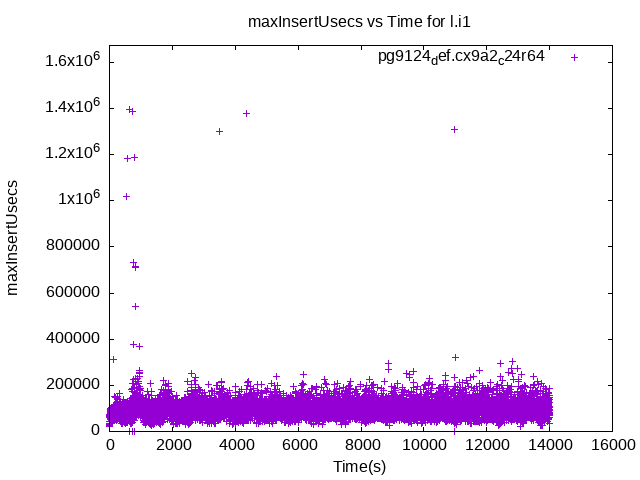 maxInsertUsecs vs Time for l.i1
pg9124_def.cx9a2_c24r64
1.6x10^6
1.4x10^6
1.2x10^6
1x10^6
800000
600000
400000
200000
0
maxInsertUsecs
0 2000 4000 6000 8000 10000 12000 14000 16000
Time(s)